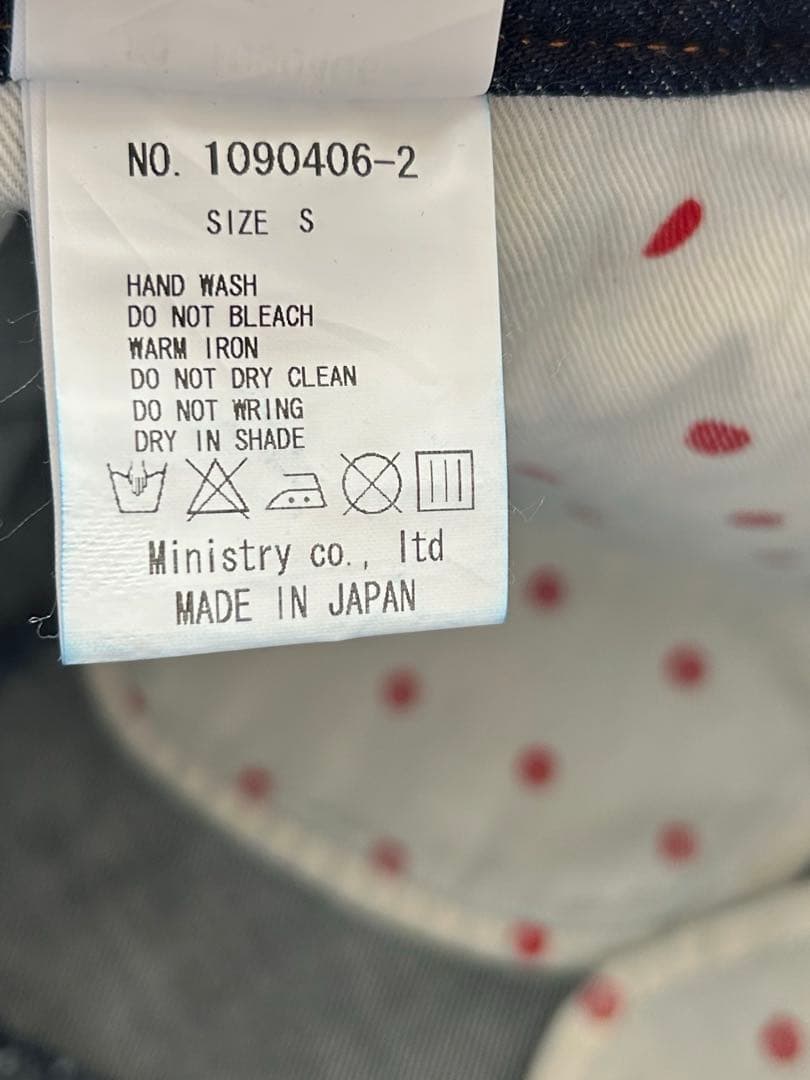 NO. 1090406-2
SIZE S
HAND WASH
DO NOT BLEACH
WARM IRON
DO NOT DRY CLEAN
DO NOT WRING
DRY IN SHADE
Ministry co., ltd
MADE IN JAPAN